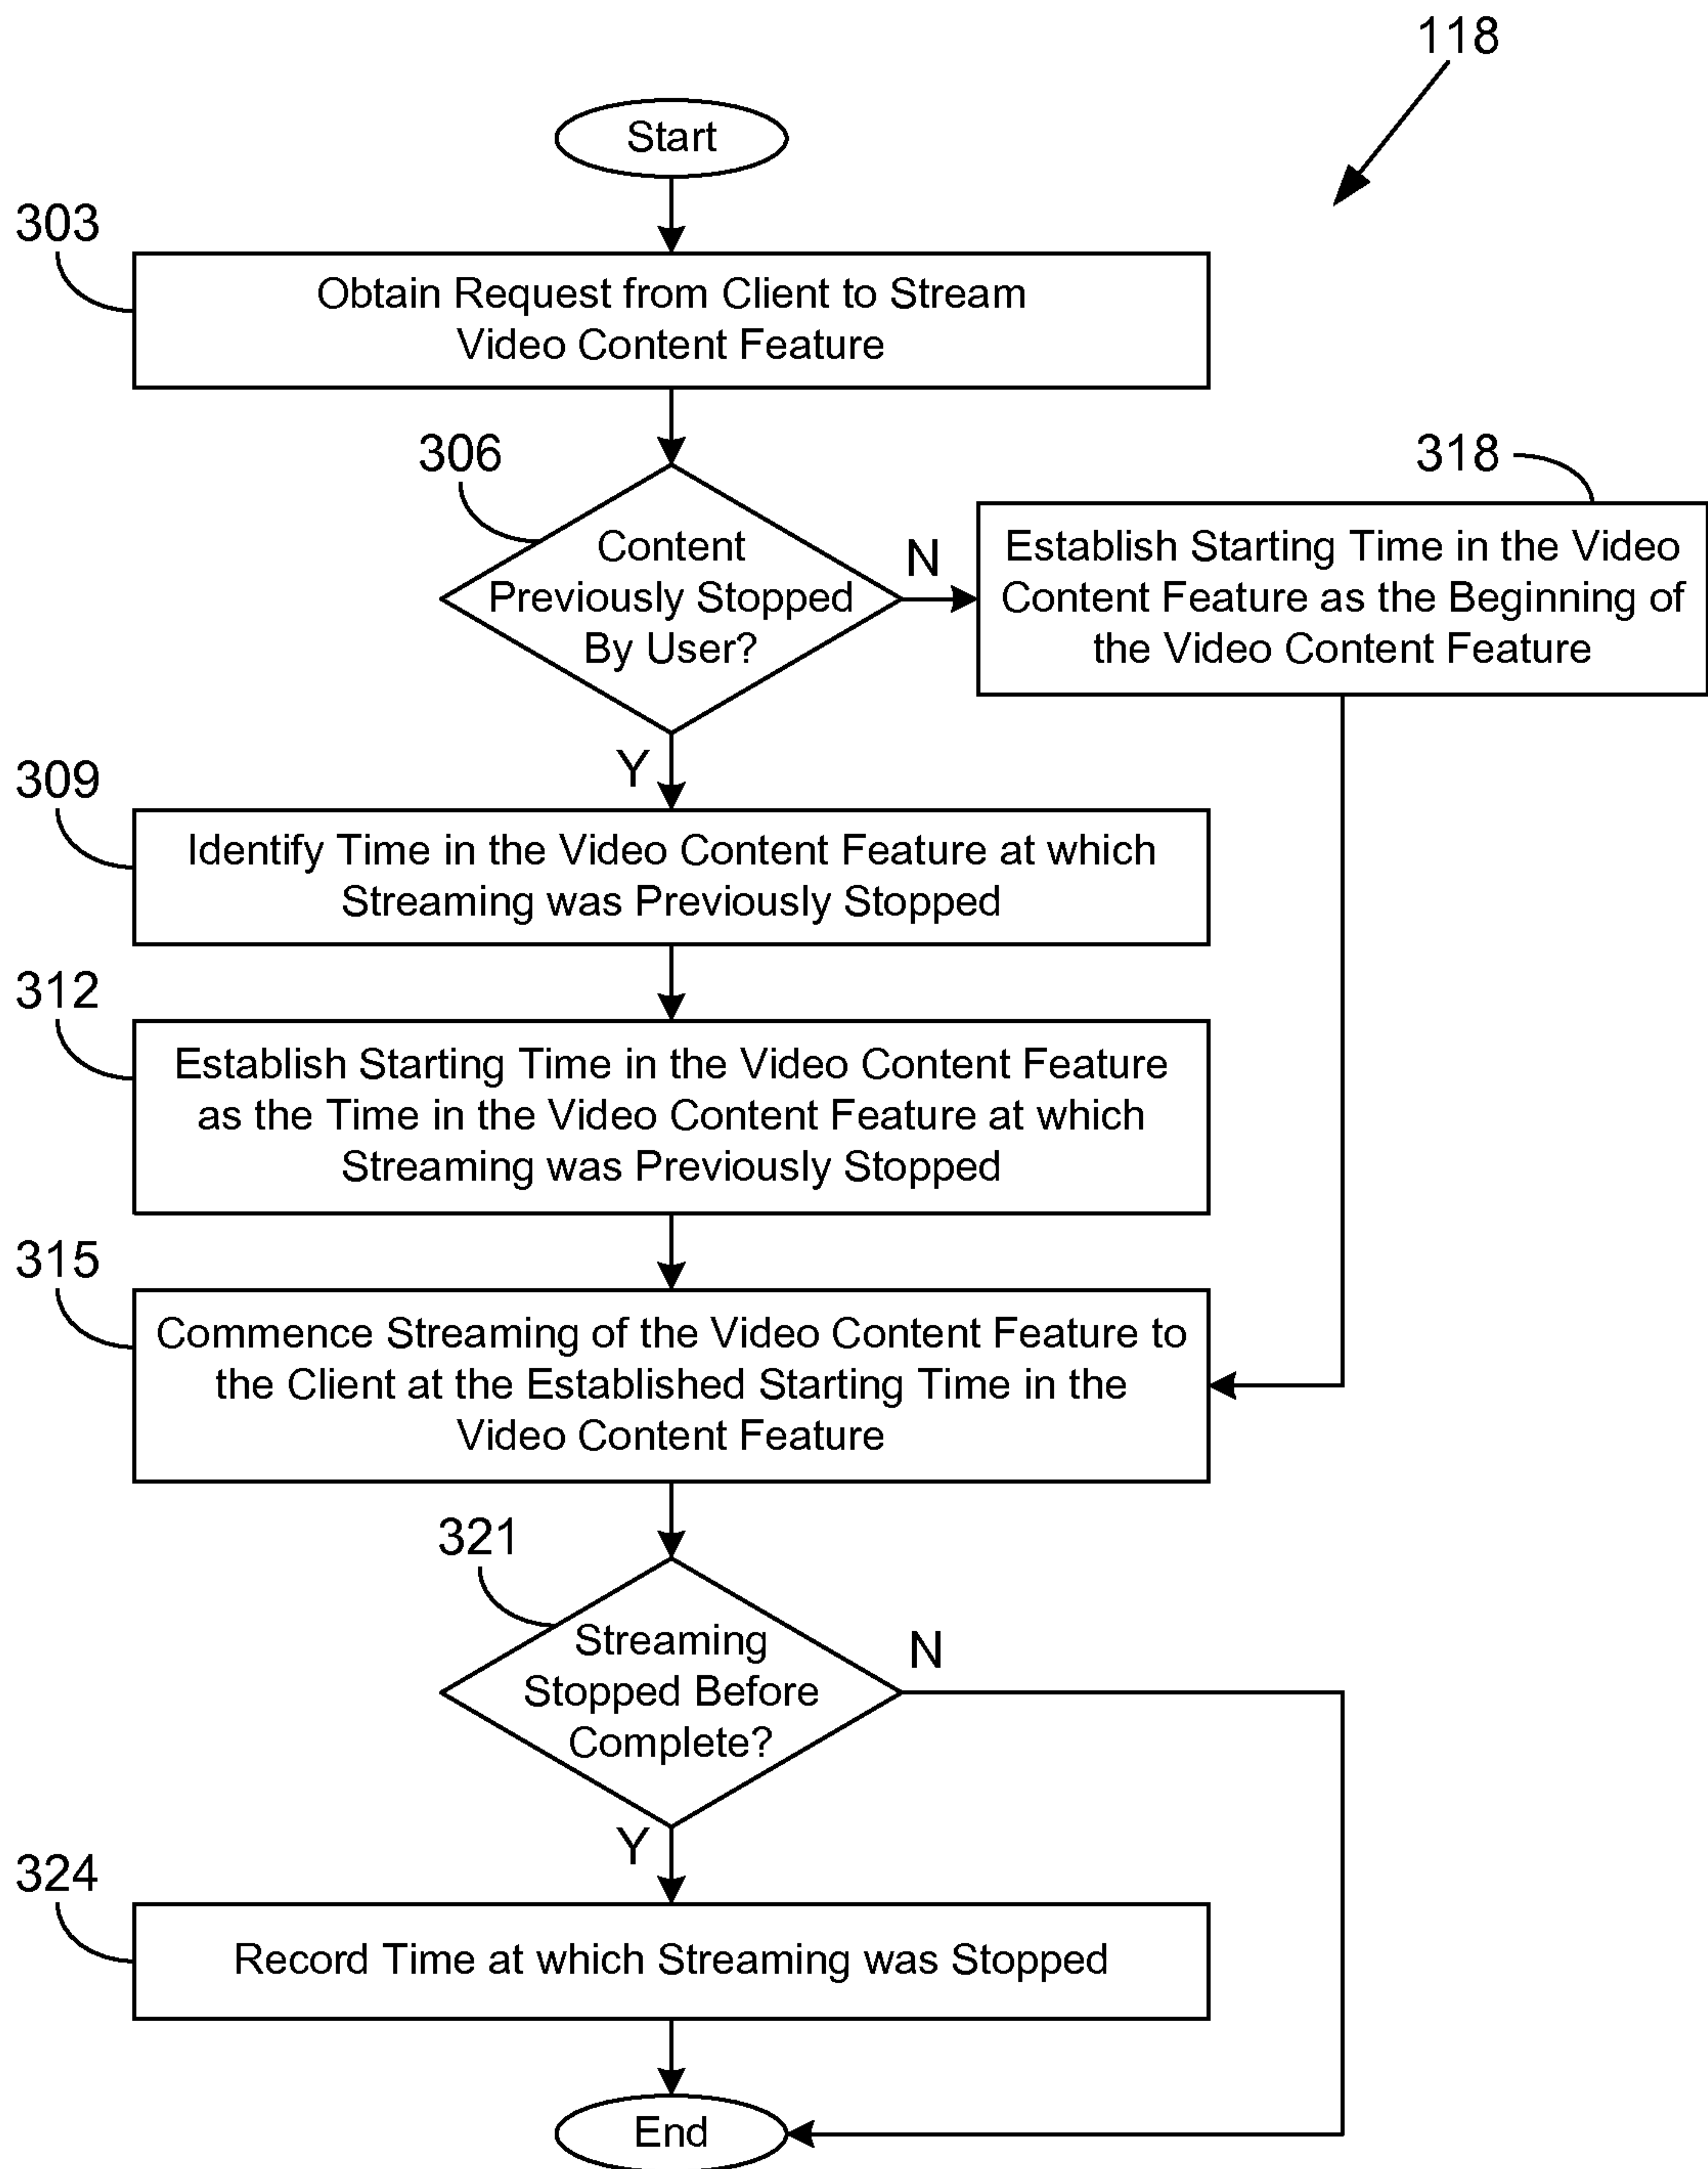 118
Start
303
Obtain Request from Client to Stream
Video Content Feature
306
Content
Previously Stopped
By User?
N
318
Establish Starting Time in the Video
Content Feature as the Beginning of
the Video Content Feature
Y
309
Identify Time in the Video Content Feature at which
Streaming was Previously Stopped
312
Establish Starting Time in the Video Content Feature
as the Time in the Video Content Feature at which
Streaming was Previously Stopped
315
Commence Streaming of the Video Content Feature to
the Client at the Established Starting Time in the
Video Content Feature
321
Streaming
Stopped Before
Complete?
N
Y
324
Record Time at which Streaming was Stopped
End